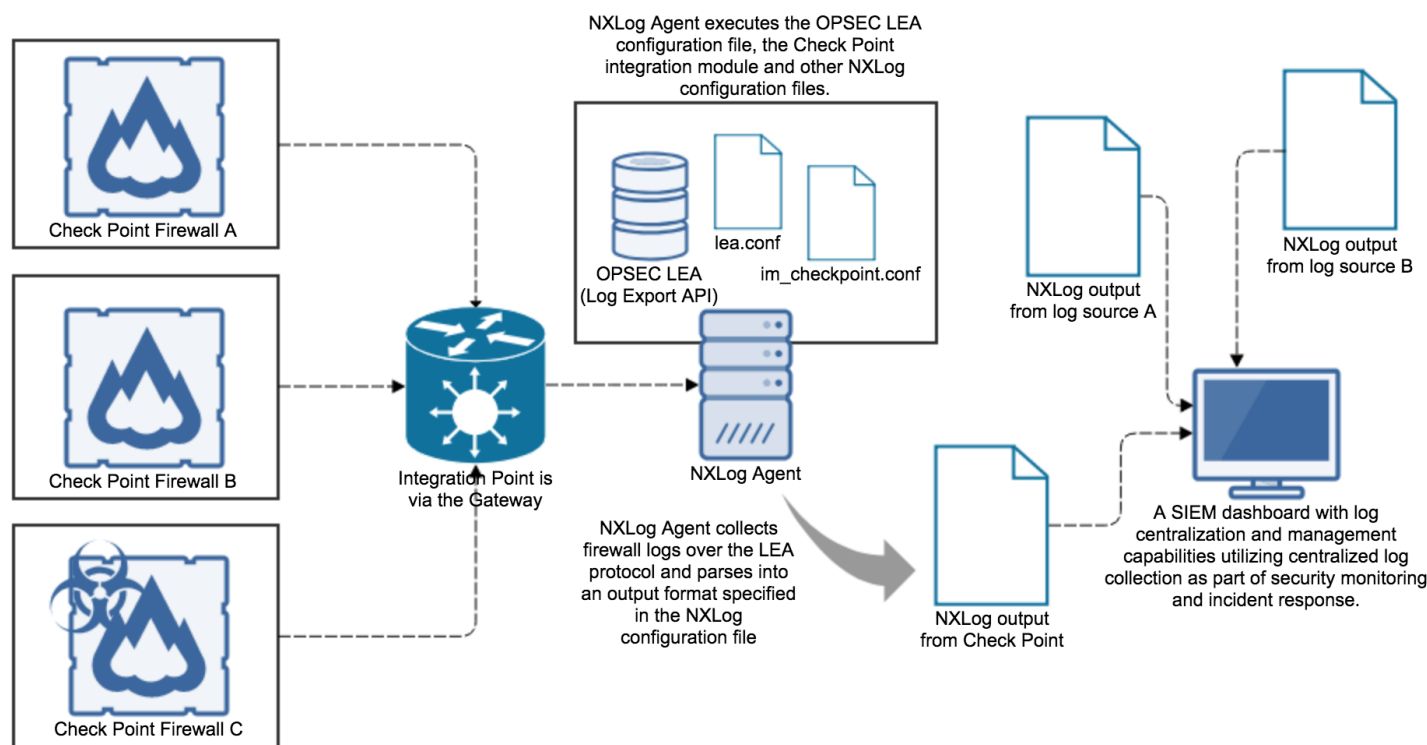 NXLog Agent executes the OPSEC LEA
configuration file, the Check Point
integration module and other NXLog
configuration files.
Check Point Firewall A
Check Point Firewall B
Check Point Firewall C
Integration Point is
via the Gateway
OPSEC LEA
(Log Export API)
lea.conf
im_checkpoint.conf
NXLog Agent
NXLog Agent collects
firewall logs over the LEA
protocol and parses into
an output format specified
in the NXLog
configuration file
NXLog output
from log source A
NXLog output
from log source B
NXLog output
from Check Point
A SIEM dashboard with log
centralization and management
capabilities utilizing centralized log
collection as part of security monitoring
and incident response.